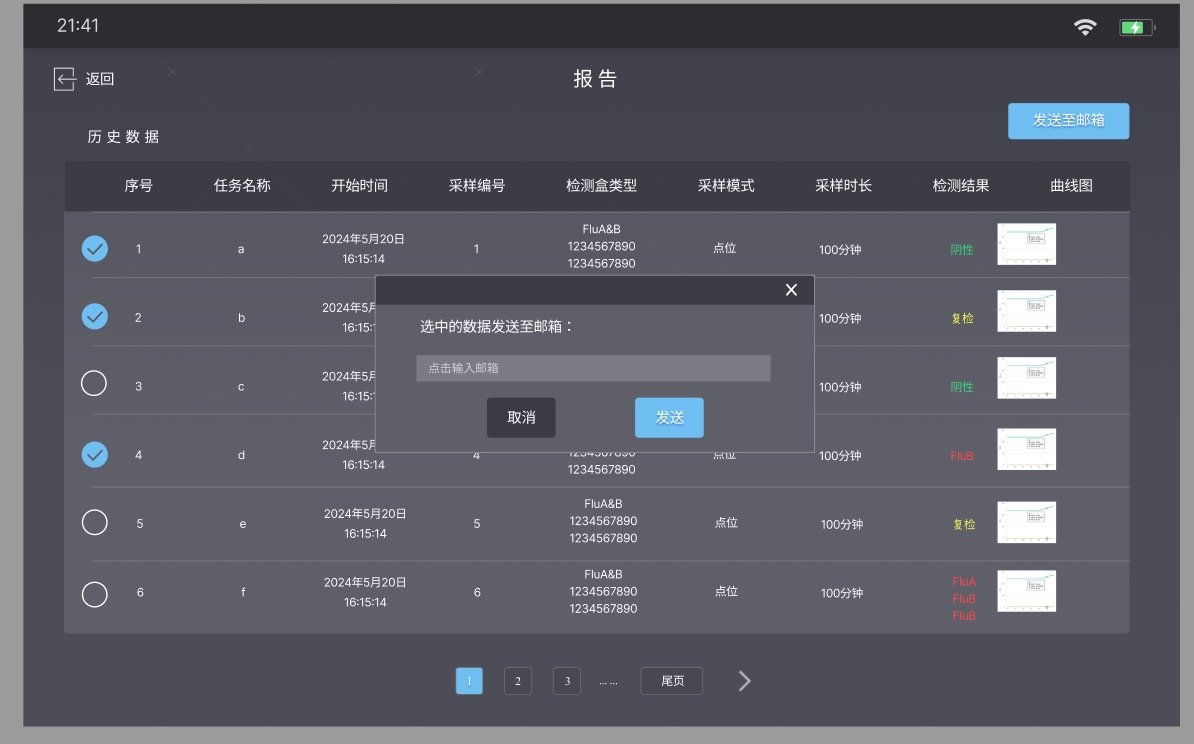 21:41
返回
报告
发送至邮箱
历史数据
序号 任务名称 开始时间 采样编号 检测盒类型 采样模式 采样时长 检测结果 曲线图
1 a 2024年5月20日 16:15:14 1 FluA&B 1234567890 1234567890 点位 100分钟 阴性
2 b 2024年5月 16:15: 100分钟 复检
3 c 2024年5月 16:15: 100分钟 阴性
4 d 2024年5月 16:15:14 4 1234567890 1234567890 点位 100分钟 FluB
5 e 2024年5月20日 16:15:14 5 FluA&B 1234567890 1234567890 点位 100分钟 复检
6 f 2024年5月20日 16:15:14 6 FluA&B 1234567890 1234567890 点位 100分钟 FluA FluB FluB
选中的数据发送至邮箱：
点击输入邮箱
取消 发送
1 2 3 ... ... 尾页